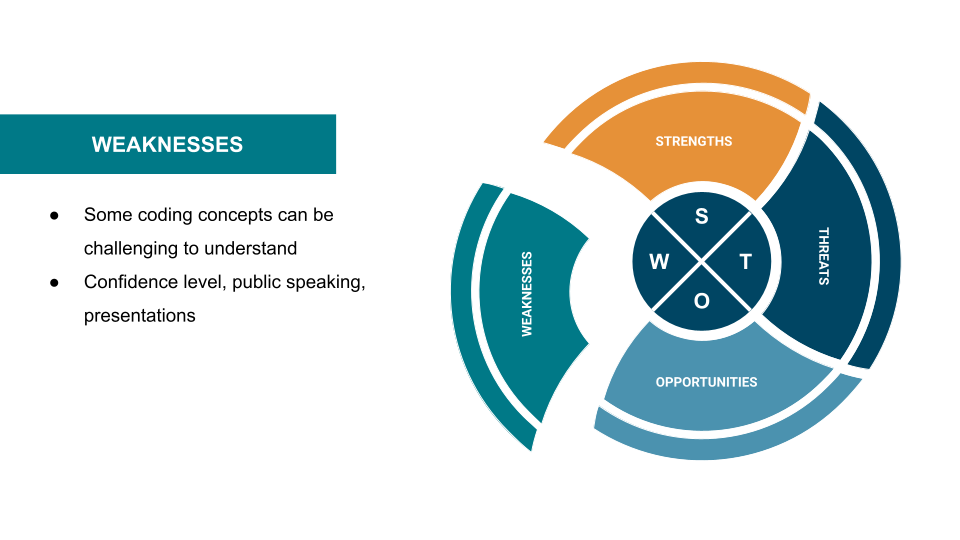 WEAKNESSES
● Some coding concepts can be
challenging to understand
● Confidence level, public speaking,
presentations
STRENGTHS
THREATS
OPPORTUNITIES
WEAKNESSES
S
W
T
O